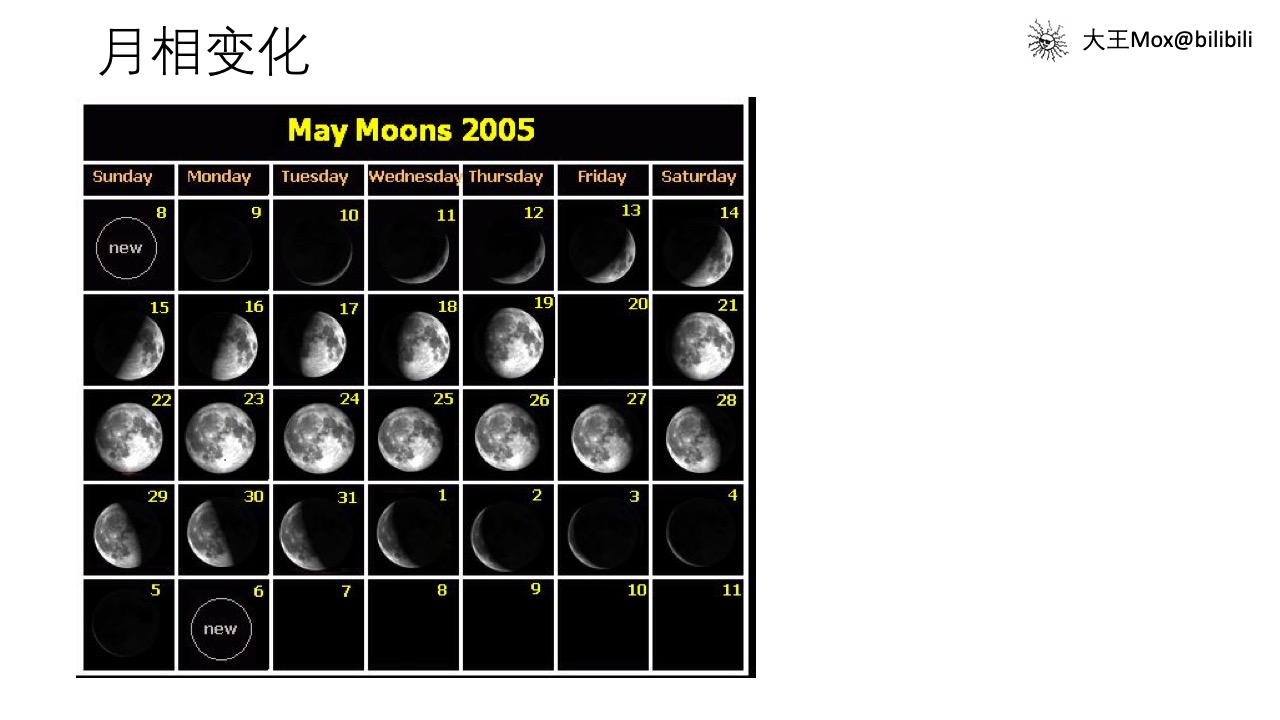 月相变化
大王Mox@bilibili
May Moons 2005
Sunday Monday Tuesday Wednesday Thursday Friday Saturday
8 9 10 11 12 13 14
new
15 16 17 18 19 20 21
22 23 24 25 26 27 28
29 30 31 1 2 3 4
5 6 7 8 9 10 11
new